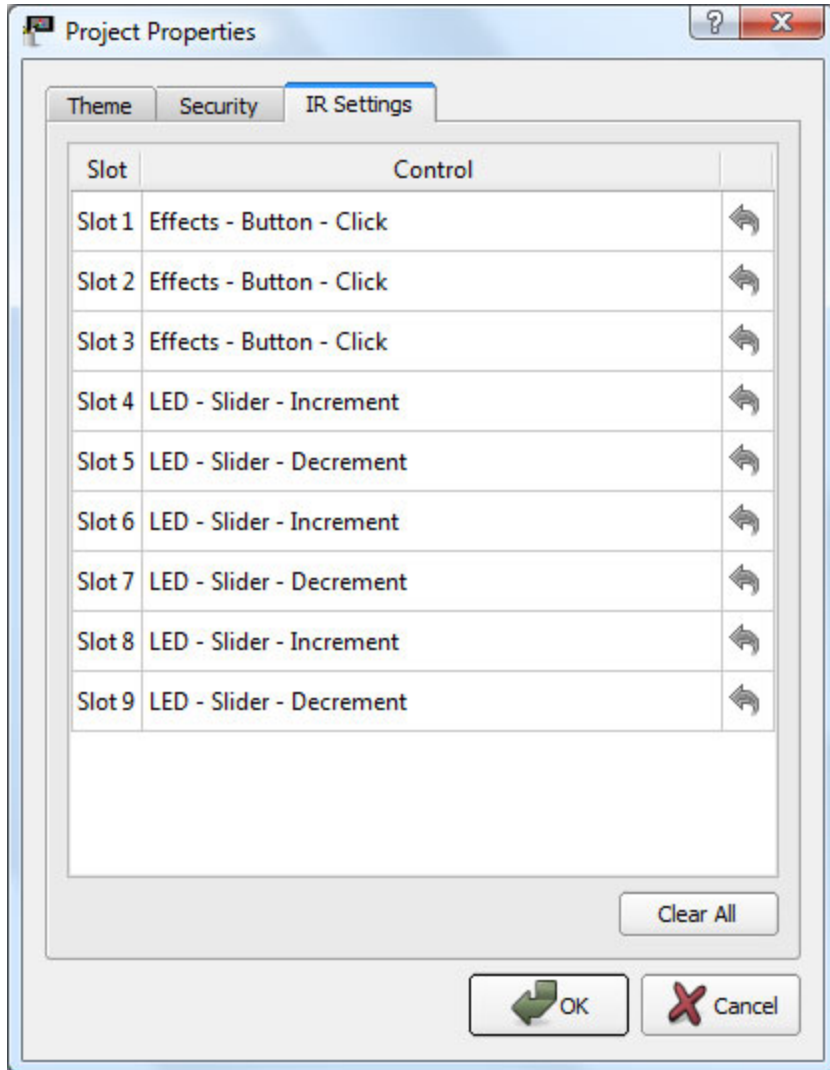 Project Properties
?
X
Theme Security IR Settings
Slot Control
Slot 1 Effects - Button - Click
Slot 2 Effects - Button - Click
Slot 3 Effects - Button - Click
Slot 4 LED - Slider - Increment
Slot 5 LED - Slider - Decrement
Slot 6 LED - Slider - Increment
Slot 7 LED - Slider - Decrement
Slot 8 LED - Slider - Increment
Slot 9 LED - Slider - Decrement
Clear All
OK Cancel